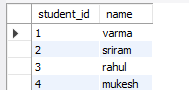 student_id name
1 varma
2 sriram
3 rahul
4 mukesh